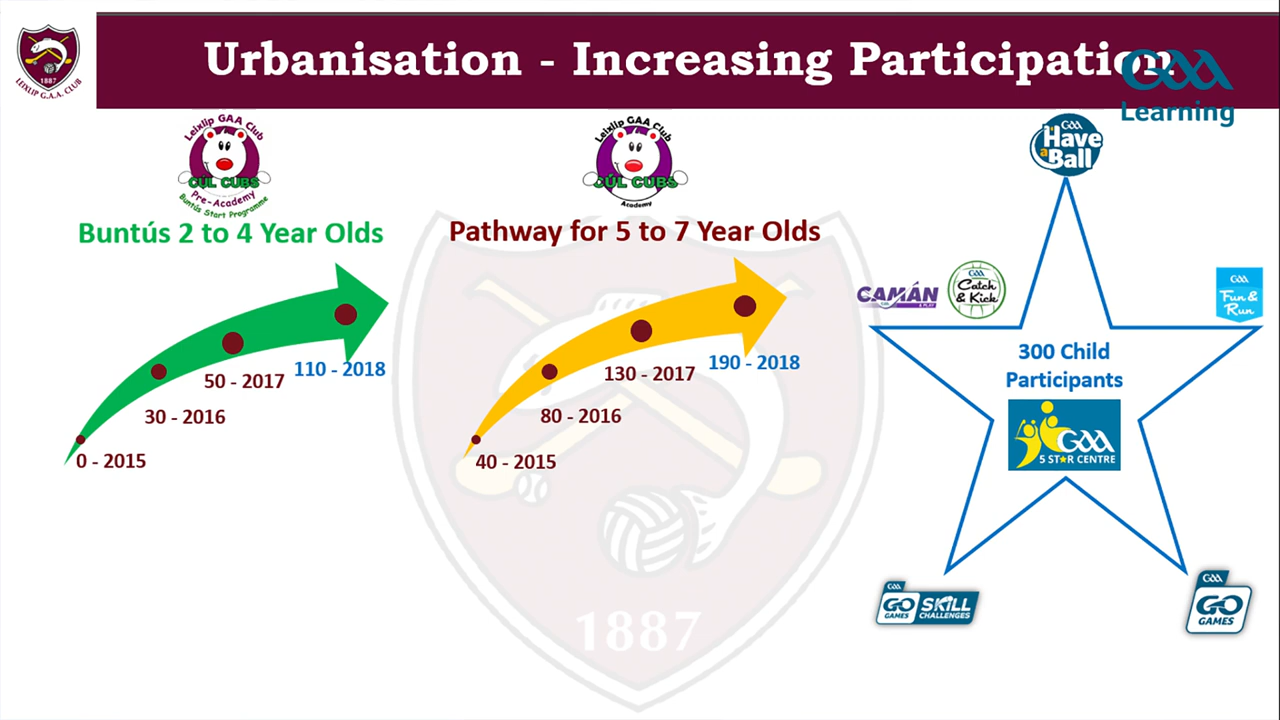 Urbanisation - Increasing Participation
1887
LEIXLIP G.A.A. CLUB
GAA
Learning
Leixlip GAA Club
CÚL CUBS
Pre-Academy
Buntús Start Programme
Buntús 2 to 4 Year Olds
0 - 2015
30 - 2016
50 - 2017
110 - 2018
Leixlip GAA Club
CÚL CUBS
Academy
Pathway for 5 to 7 Year Olds
40 - 2015
80 - 2016
130 - 2017
190 - 2018
1887
GAA
Have
a Ball
CAMÁN
& PLAY
GAA
Catch
& Kick
GAA
Fun &
Run
300 Child
Participants
GAA
5 ST★R CENTRE
GAA
GO
GAMES
SKILL
CHALLENGES
GAA
GO
GAMES